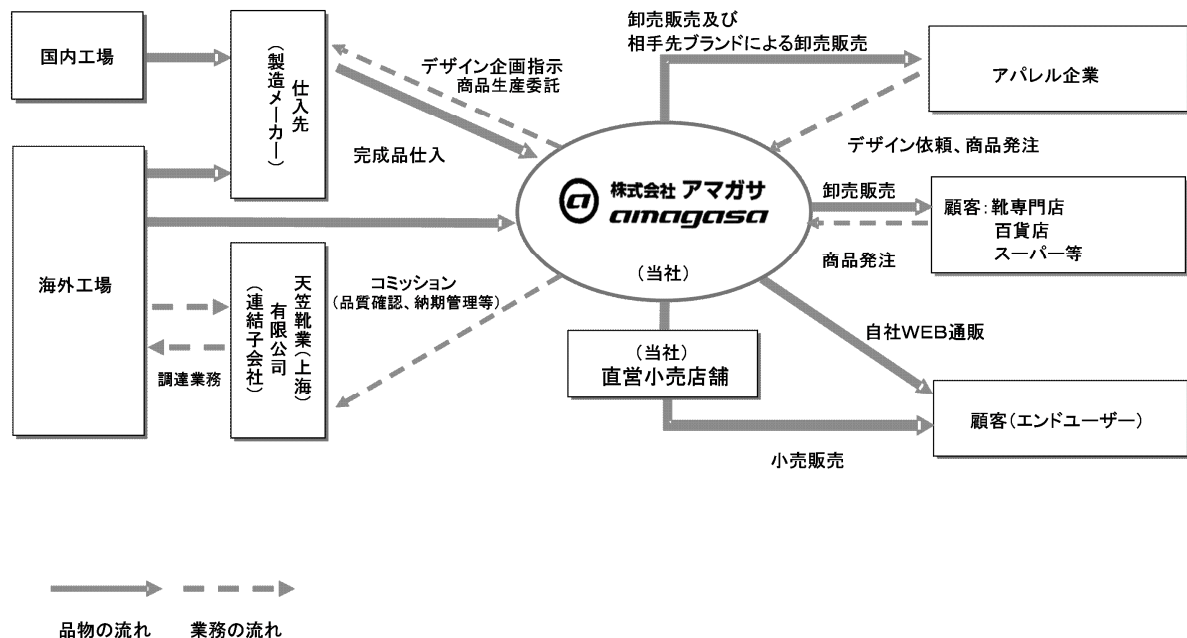 国内工場
仕入先
(製造メーカー)
デザイン企画指示
商品生産委託
完成品仕入
卸売販売及び
相手先ブランドによる卸売販売
アパレル企業
デザイン依頼、商品発注
海外工場
天笠靴業(上海)
有限公司
(連結子会社)
調達業務
コミッション
(品質確認、納期管理等)
a 株式会社 アマガサ
amagasa
(当社)
卸売販売
商品発注
顧客:靴専門店
百貨店
スーパー等
自社WEB通販
(当社)
直営小売店舗
顧客(エンドユーザー)
小売販売
品物の流れ
業務の流れ